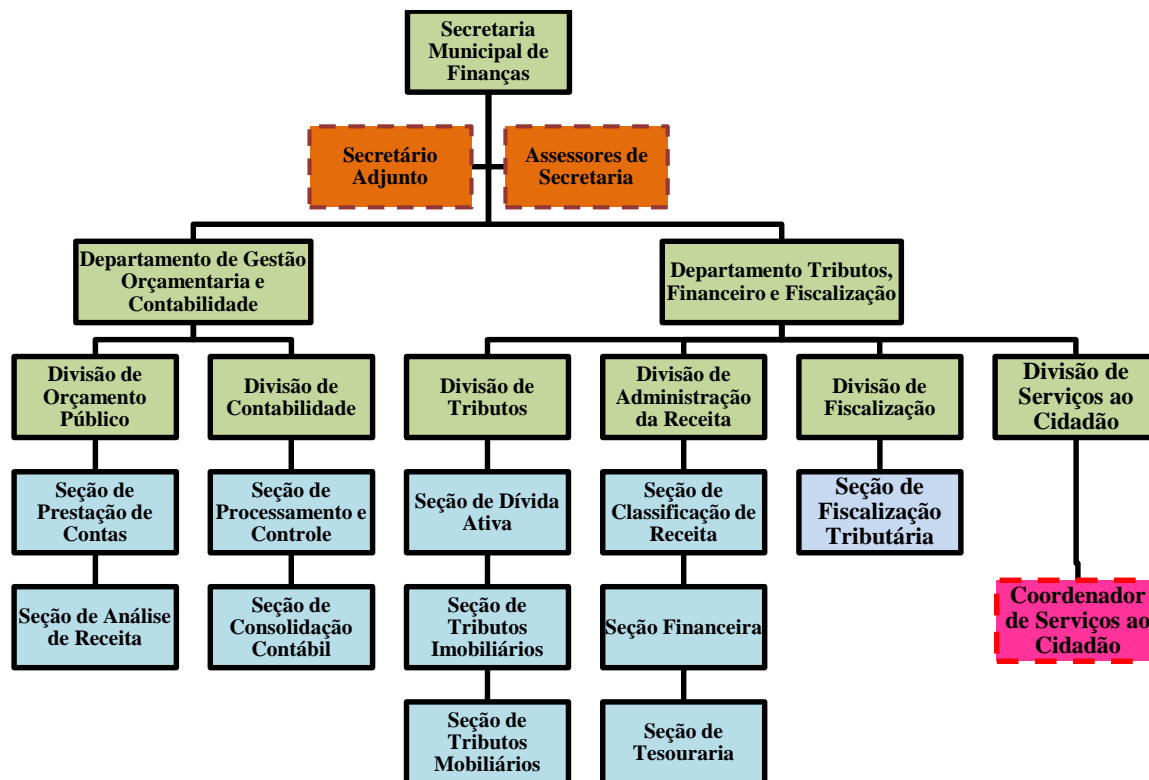 Secretaria
Municipal de
Finanças
Secretário
Adjunto
Assessores de
Secretaria
Departamento de Gestão
Orçamentaria e
Contabilidade
Departamento Tributos,
Financeiro e Fiscalização
Divisão de
Orçamento
Público
Divisão de
Contabilidade
Divisão de
Tributos
Divisão de
Administração
da Receita
Divisão de
Fiscalização
Divisão de
Serviços ao
Cidadão
Seção de
Prestação de
Contas
Seção de
Processamento e
Controle
Seção de Dívida
Ativa
Seção de
Classificação de
Receita
Seção de
Fiscalização
Tributária
Seção de Análise
de Receita
Seção de
Consolidação
Contábil
Seção de
Tributos
Imobiliários
Seção Financeira
Coordenador
de Serviços ao
Cidadão
Seção de
Tributos
Mobiliários
Seção de
Tesouraria